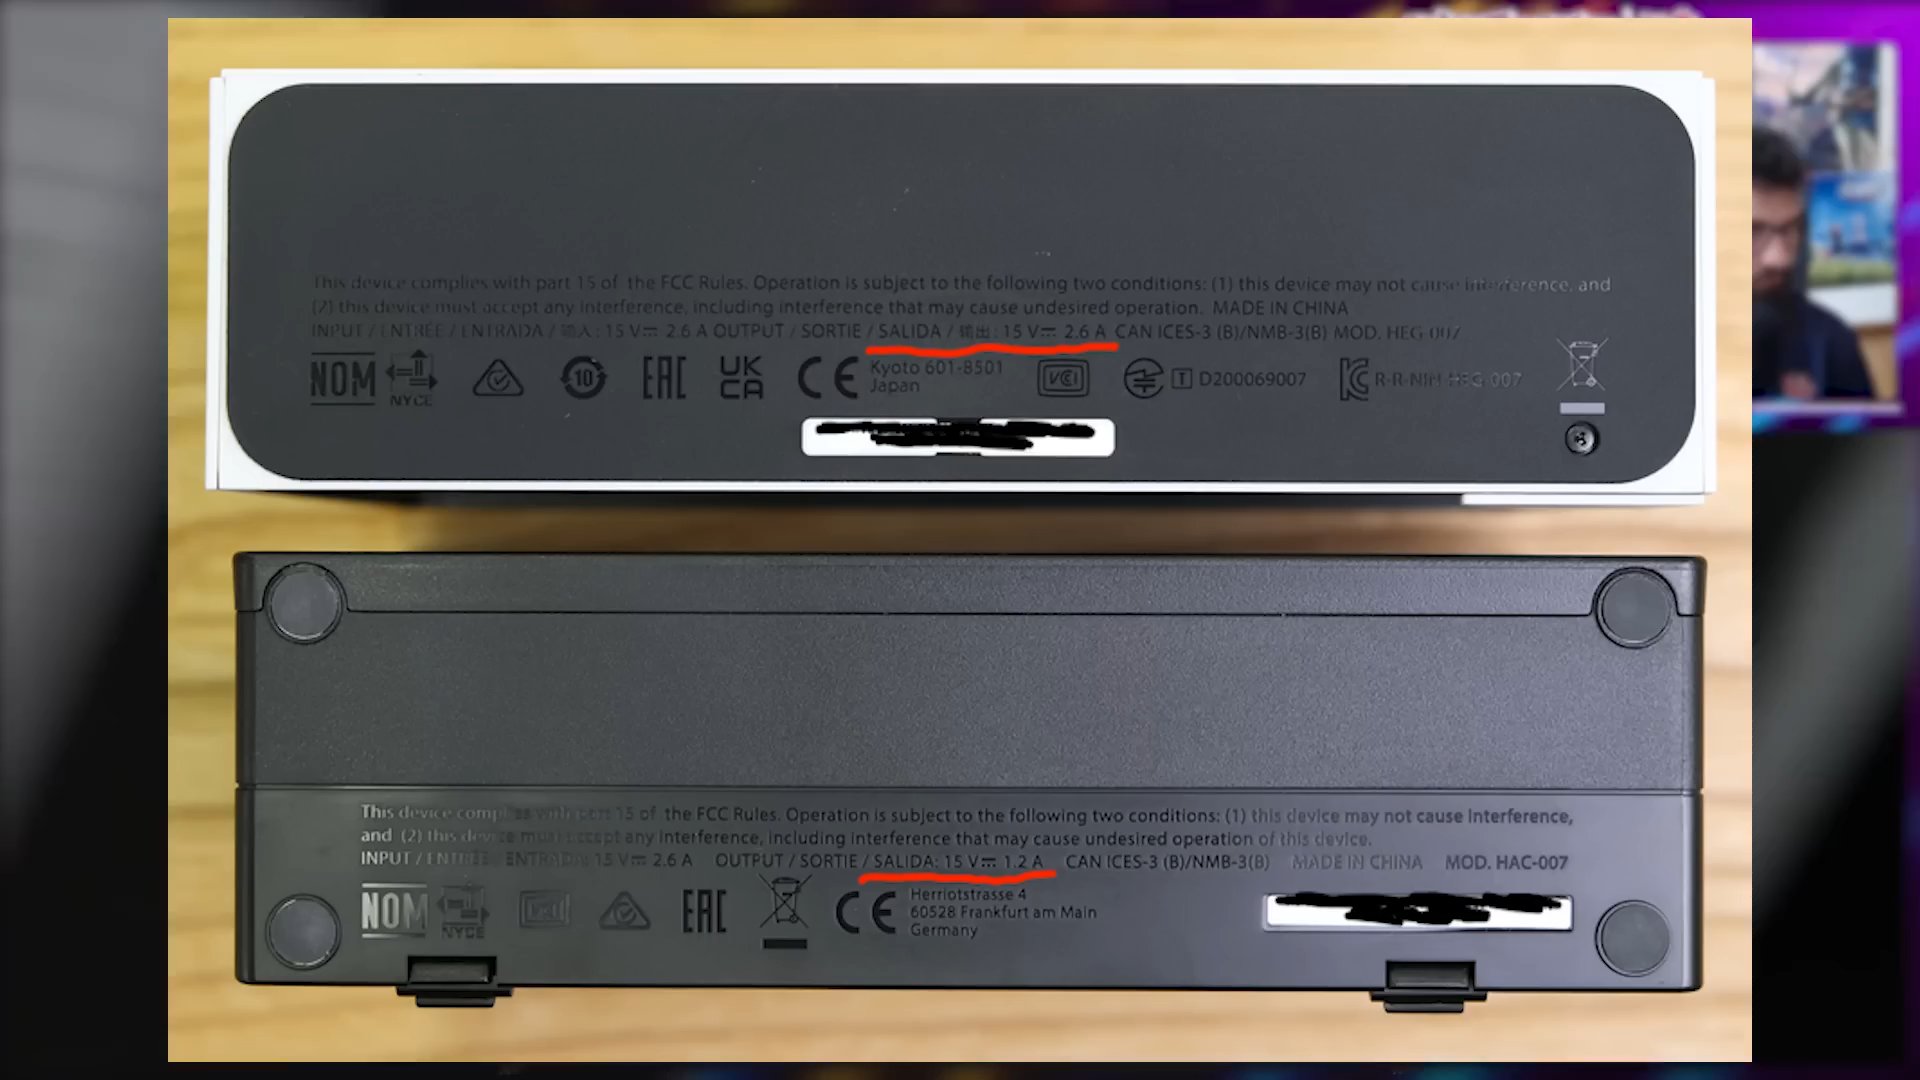 This device complies with part 15 of the FCC Rules. Operation is subject to the following two conditions: (1) this device may not cause interference, and
(2) this device must accept any interference, including interference that may cause undesired operation. MADE IN CHINA
INPUT / ENTRÉE / ENTRADA / 输入 : 15 V⎓ 2.6 A OUTPUT / SORTIE / SALIDA / 输出 : 15 V⎓ 2.6 A CAN ICES-3 (B)/NMB-3(B) MOD. HEG-007
NOM NYCE 10 EAC UK CA CE Kyoto 601-8501 Japan VCI T D200069007 R-R-NIN-HEG-007
This device complies with part 15 of the FCC Rules. Operation is subject to the following two conditions: (1) this device may not cause interference,
and (2) this device must accept any interference, including interference that may cause undesired operation of this device.
INPUT / ENTRÉE / ENTRADA: 15 V⎓ 2.6 A OUTPUT / SORTIE / SALIDA: 15 V⎓ 1.2 A CAN ICES-3 (B)/NMB-3(B) MADE IN CHINA MOD. HAC-007
NOM NYCE EAC CE Herriotstrasse 4
60528 Frankfurt am Main
Germany